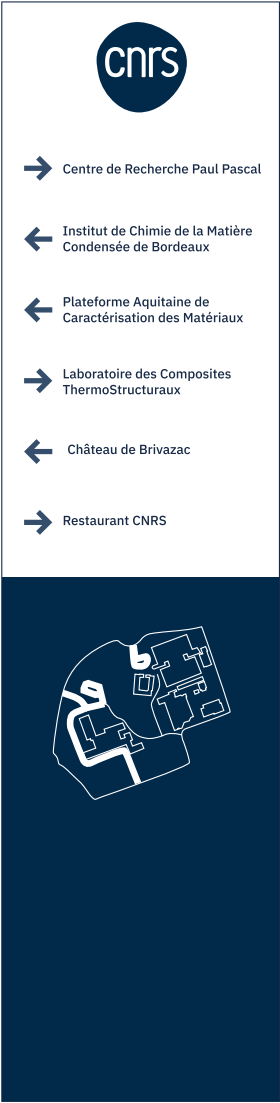 cnrs
Centre de Recherche Paul Pascal
Institut de Chimie de la Matière
Condensée de Bordeaux
Plateforme Aquitaine de
Caractérisation des Matériaux
Laboratoire des Composites
ThermoStructuraux
Château de Brivazac
Restaurant CNRS